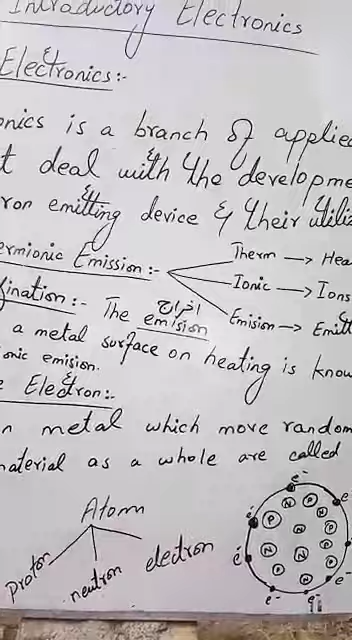 Introductory Electronics
Electronics:-
onics is a branch of applie
t deal with the developme
ron emitting device & their utiliz
ermionic Emission:-
Therm → Hea
Ionic → Ions
Emision → Emitt
fination:- The emision
اخراج
a metal surface on heating is know
onic emision.
e Electron:-
n metal which move random
material as a whole are called
Atom
proton
neutron
electron
e⁻ e e e e e⁻ e⁻
P N P N N P P N N P N P N